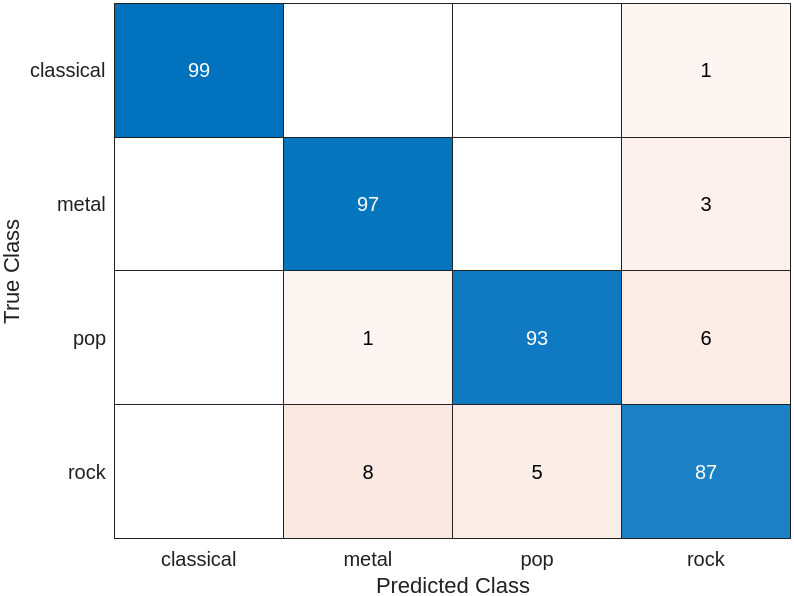 classical 99 1
metal 97 3
pop 1 93 6
rock 8 5 87
classical metal pop rock
Predicted Class
True Class